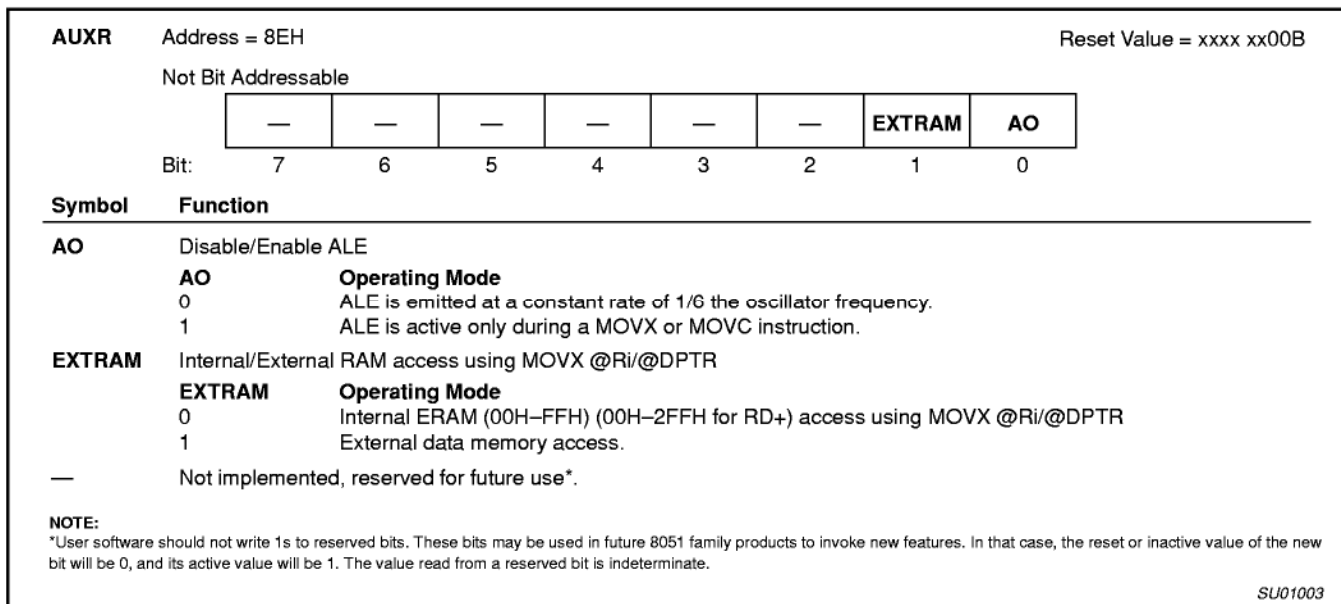 AUXR Address = 8EH Reset Value = xxxx xx00B
Not Bit Addressable
— — — — — — EXTRAM AO
Bit: 7 6 5 4 3 2 1 0
Symbol Function
AO Disable/Enable ALE
AO Operating Mode
0 ALE is emitted at a constant rate of 1/6 the oscillator frequency.
1 ALE is active only during a MOVX or MOVC instruction.
EXTRAM Internal/External RAM access using MOVX @Ri/@DPTR
EXTRAM Operating Mode
0 Internal ERAM (00H–FFH) (00H–2FFH for RD+) access using MOVX @Ri/@DPTR
1 External data memory access.
— Not implemented, reserved for future use*.
NOTE:
*User software should not write 1s to reserved bits. These bits may be used in future 8051 family products to invoke new features. In that case, the reset or inactive value of the new
bit will be 0, and its active value will be 1. The value read from a reserved bit is indeterminate.
SU01003